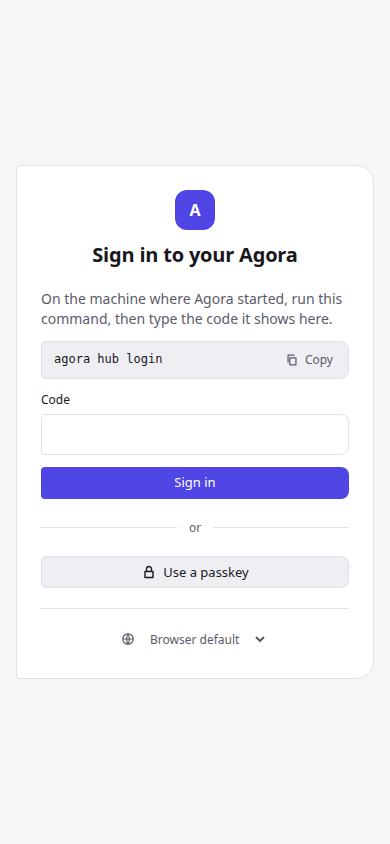 A
Sign in to your Agora
On the machine where Agora started, run this
command, then type the code it shows here.
agora hub login
Copy
Code
Sign in
or
Use a passkey
Browser default